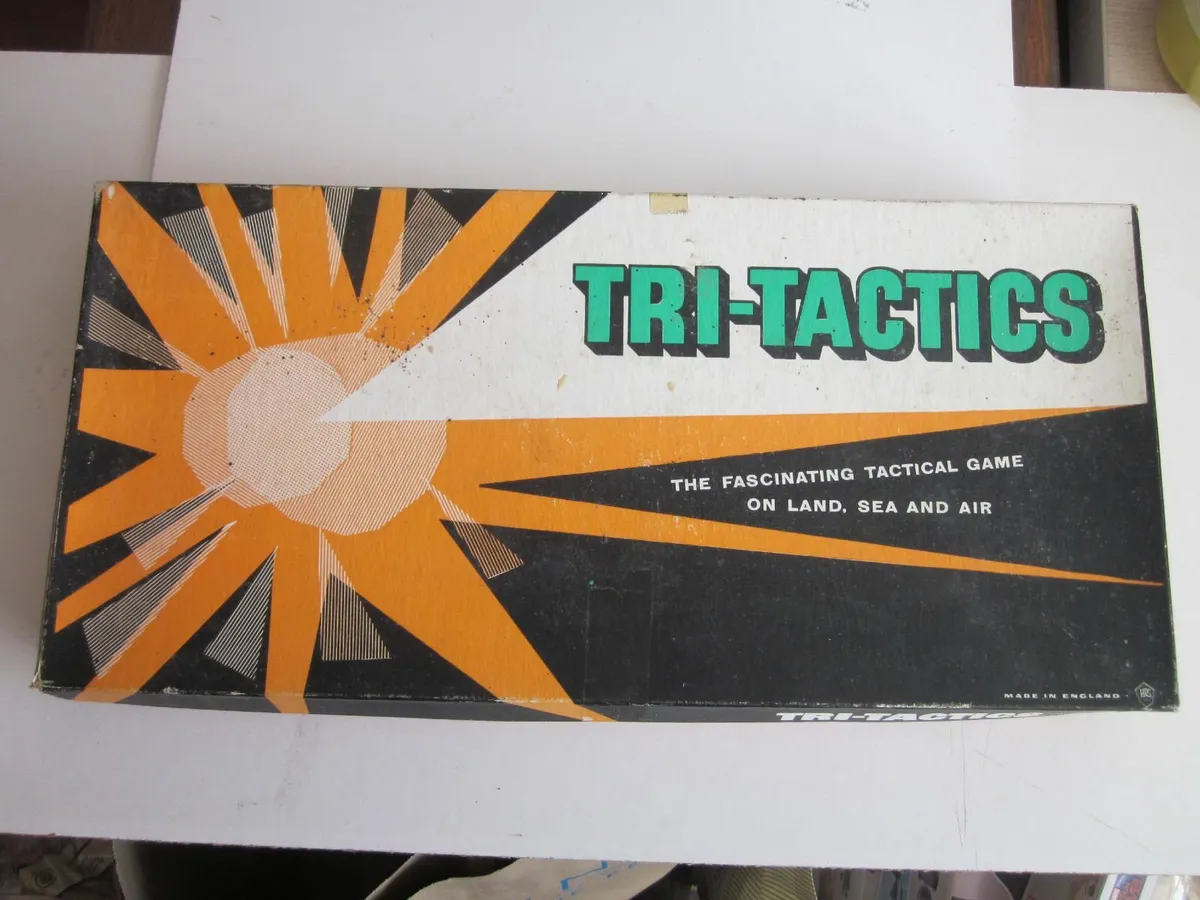 TRI-TACTICS
THE FASCINATING TACTICAL GAME
ON LAND, SEA AND AIR
MADE IN ENGLAND
TRI-TACTICS